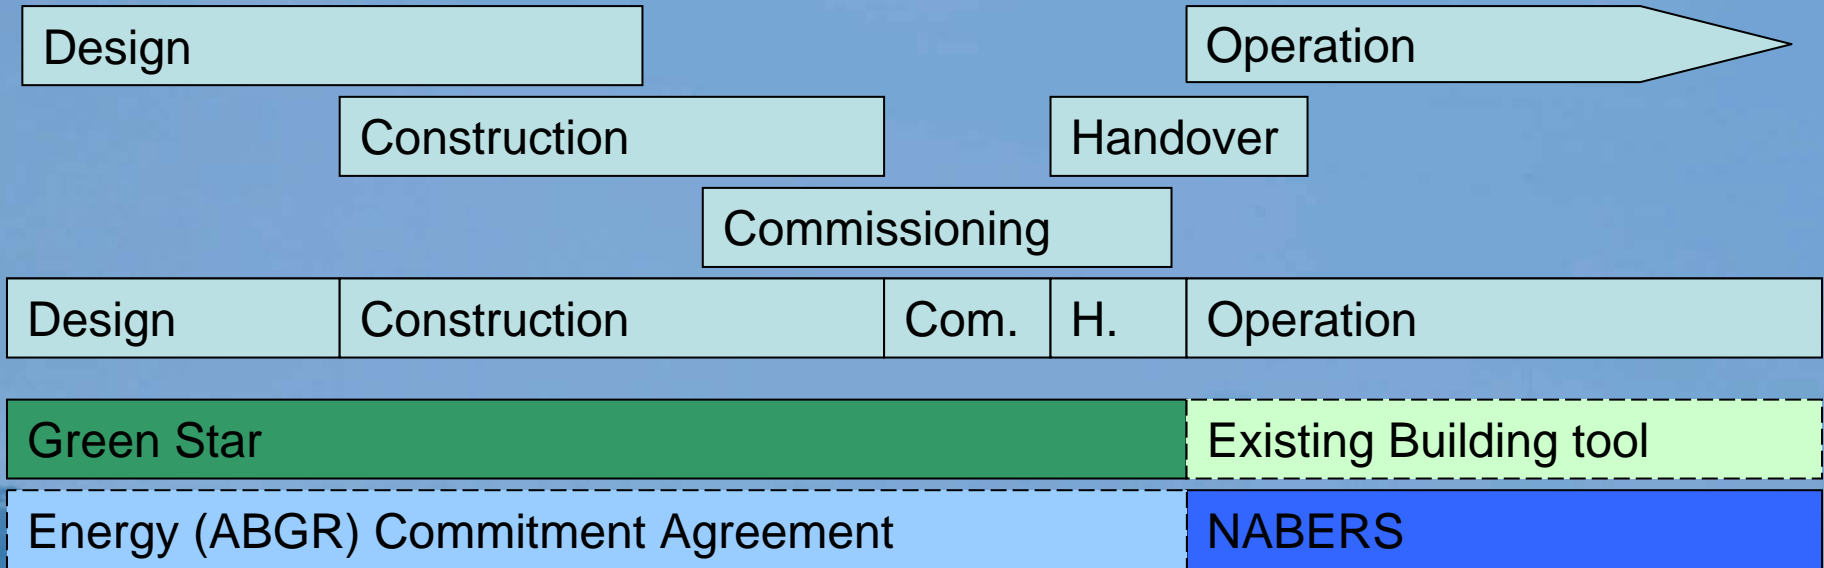 Design
Operation
Construction
Handover
Commissioning
Design
Construction
Com.
H.
Operation
Green Star
Existing Building tool
Energy (ABGR) Commitment Agreement
NABERS